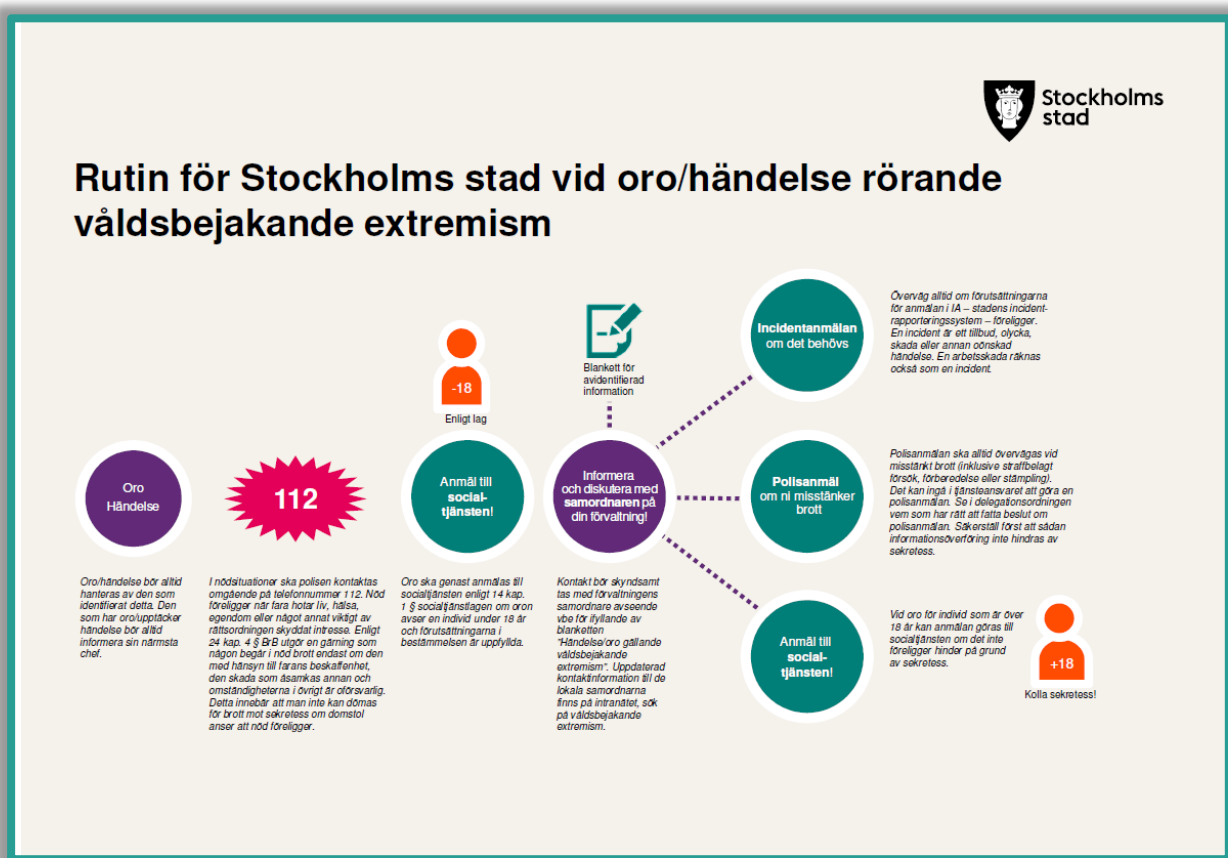 Stockholms
stad
Rutin för Stockholms stad vid oro/händelse rörande
våldsbejakande extremism
Oro
Händelse
Oro/händelse bör alltid
hanteras av den som
identifierat detta. Den
som har oro/upptäcker
händelse bör alltid
informera sin närmsta
chef.
112
I nödsituationer ska polisen kontaktas
omgående på telefonnummer 112. Nöd
föreligger när fara hotar liv, hälsa,
egendom eller något annat viktigt av
rättsordningen skyddat intresse. Enligt
24 kap. 4 § BrB utgör en gärning som
någon begår i nöd brott endast om den
med hänsyn till farans beskaffenhet,
den skada som åsamkas annan och
omständigheterna i övrigt är oförsvarlig.
Detta innebär att man inte kan dömas
för brott mot sekretess om domstol
anser att nöd föreligger.
-18
Enligt lag
Anmäl till
social-
tjänsten!
Oro ska genast anmälas till
socialtjänsten enligt 14 kap.
1 § socialtjänstlagen om oron
avser en individ under 18 år
och förutsättningarna i
bestämmelsen är uppfyllda.
Blankett för
avidentifierad
information
Informera
och diskutera med
samordnaren på
din förvaltning!
Kontakt bör skyndsamt
tas med förvaltningens
samordnare avseende
vbe för ifyllande av
blanketten
"Händelse/oro gällande
våldsbejakande
extremism". Uppdaterad
kontaktinformation till de
lokala samordnarna
finns på intranätet, sök
på våldsbejakande
extremism.
Incidentanmälan
om det behövs
Överväg alltid om förutsättningarna
för anmälan i IA – stadens incident-
rapporteringssystem – föreligger.
En incident är ett tillbud, olycka,
skada eller annan oönskad
händelse. En arbetsskada räknas
också som en incident.
Polisanmäl
om ni misstänker
brott
Polisanmälan ska alltid övervägas vid
misstänkt brott (inklusive straffbelagt
försök, förberedelse eller stämpling).
Det kan ingå i tjänsteansvaret att göra en
polisanmälan. Se i delegationsordningen
vem som har rätt att fatta beslut om
polisanmälan. Säkerställ först att sådan
informationsöverföring inte hindras av
sekretess.
Anmäl till
social-
tjänsten!
Vid oro för individ som är över
18 år kan anmälan göras till
socialtjänsten om det inte
föreligger hinder på grund
av sekretess.
+18
Kolla sekretess!